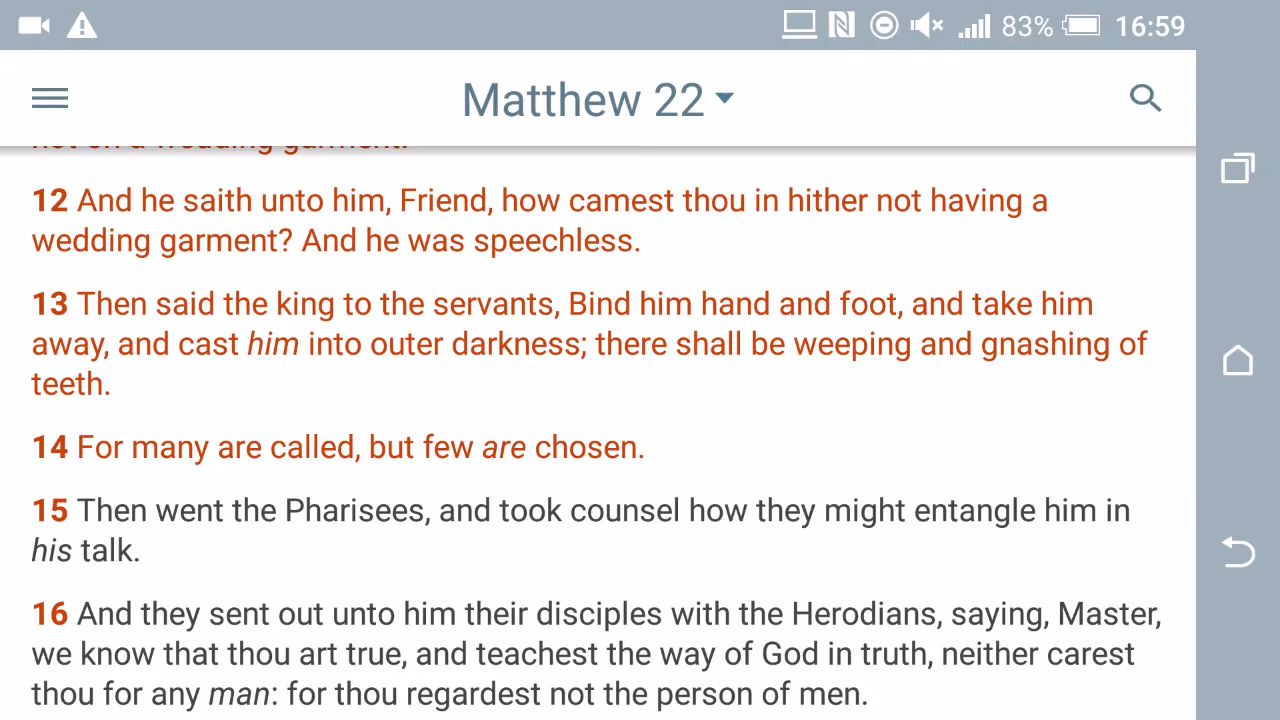 83% 16:59
Matthew 22
not on a wedding garment.
12 And he saith unto him, Friend, how camest thou in hither not having a
wedding garment? And he was speechless.
13 Then said the king to the servants, Bind him hand and foot, and take him
away, and cast him into outer darkness; there shall be weeping and gnashing of
teeth.
14 For many are called, but few are chosen.
15 Then went the Pharisees, and took counsel how they might entangle him in
his talk.
16 And they sent out unto him their disciples with the Herodians, saying, Master,
we know that thou art true, and teachest the way of God in truth, neither carest
thou for any man: for thou regardest not the person of men.